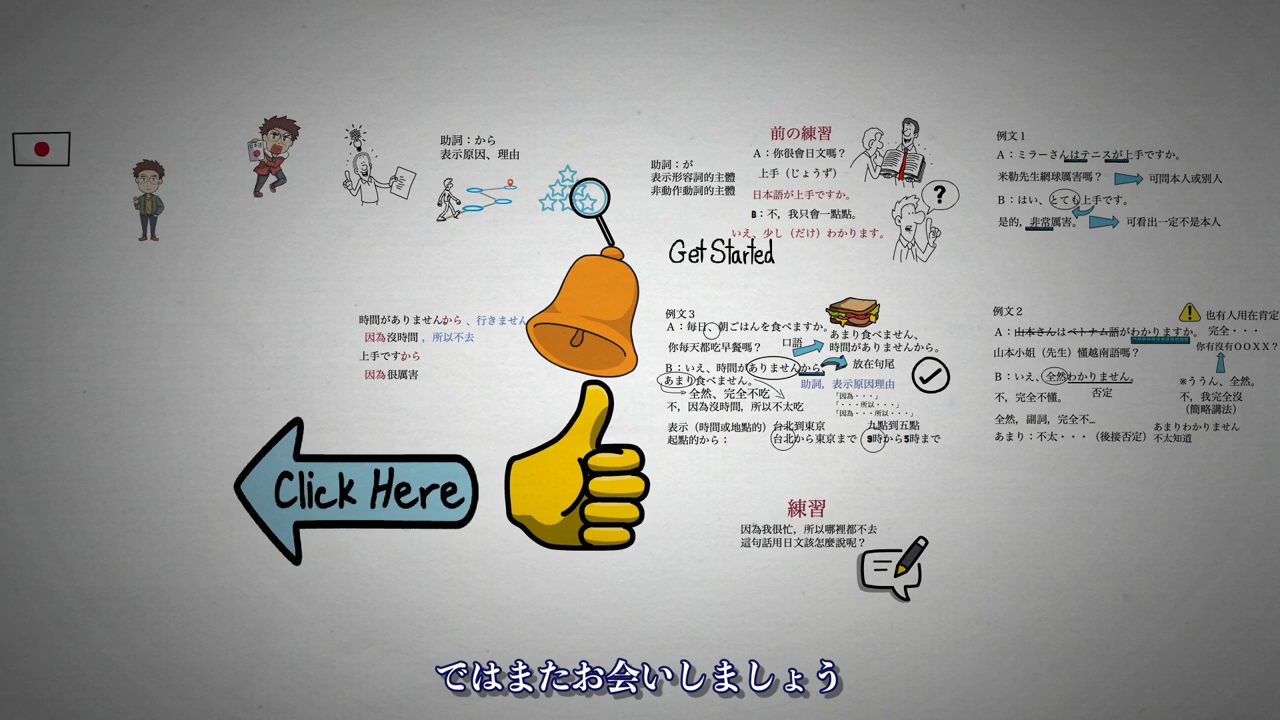 助詞：から
表示原因、理由
助詞：が
表示形容詞的主體
非動作動詞的主體
前の練習
A：你很會日文嗎？
上手（じょうず）
日本語が上手ですか。
B：不，我只會一點點。
いえ、少し（だけ）わかります。
?
Get Started
例文１
A：ミラーさんはテニスが上手ですか。
米勒先生網球厲害嗎？
可問本人或別人
B：はい、とても上手です。
是的，非常厲害。
可看出一定不是本人
時間がありませんから、行きません
因為沒時間，所以不去
上手ですから
因為很厲害
例文３
A：毎日、朝ごはんを食べますか。
你每天都吃早餐嗎？
口語
あまり食べません、
時間がありませんから。
B：いえ、時間がありませんから、
放在句尾
あまり食べません。
助詞，表示原因理由
全然、完全不吃
不，因為沒時間，所以不太吃
「因為・・・」
「・・・所以・・・」
「因為・・・所以・・・」
表示（時間或地點的）
起點的から：
台北到東京
台北から東京まで
九點到五點
9時から5時まで
例文２
也有人用在肯定
完全・・・
A：山本さんはベトナム語がわかりますか。
山本小姐（先生）懂越南語嗎？
你有沒有ＯＯＸＸ？
B：いえ、全然わかりません。
否定
※ううん、全然。
不，完全不懂。
不，我完全沒
（簡略講法）
全然，副詞，完全不…
あまり：不太・・・（後接否定）
あまりわかりません
不太知道
Click Here
練習
因為我很忙，所以哪裡都不去
這句話用日文該怎麼說呢？
ではまたお会いしましょう